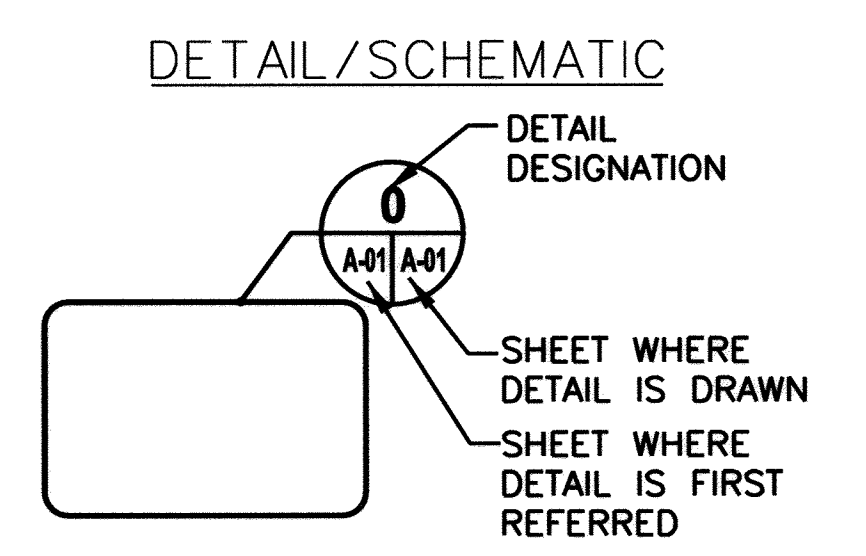 DETAIL/SCHEMATIC
DETAIL
DESIGNATION
0
A-01 A-01
SHEET WHERE
DETAIL IS DRAWN
SHEET WHERE
DETAIL IS FIRST
REFERRED